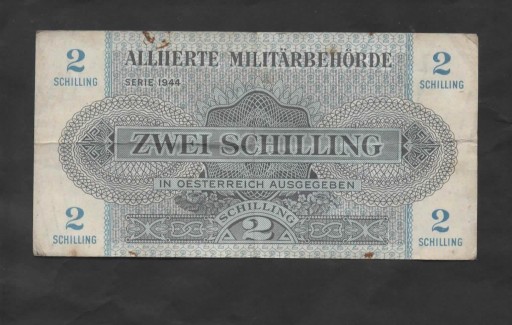 2 ALLIIERTE MILITÄRBEHÖRDE 2
SCHILLING SERIE 1944 SCHILLING
ZWEI SCHILLING
IN OESTERREICH AUSGEGEBEN
2 SCHILLING 2
SCHILLING 2 SCHILLING